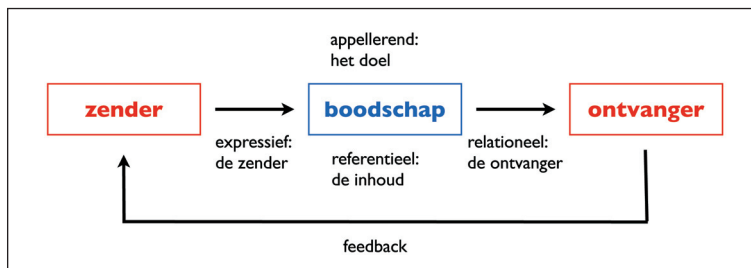 appellerend:
het doel
zender
boodschap
ontvanger
expressief:
de zender
referentieel:
de inhoud
relationeel:
de ontvanger
feedback